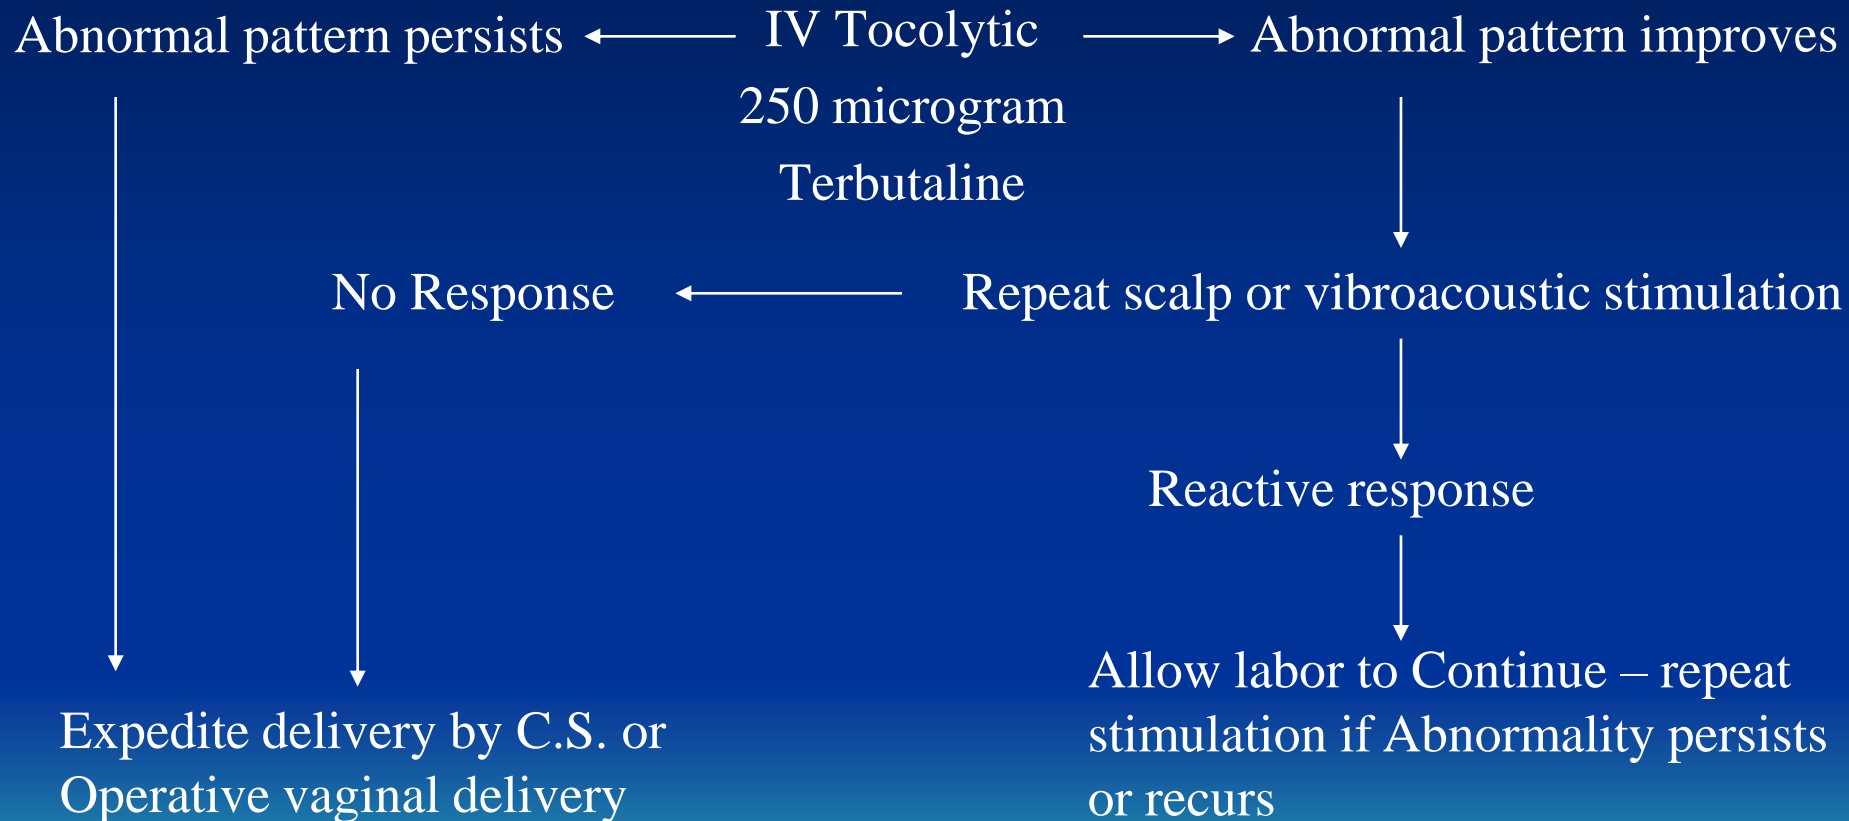 Abnormal pattern persists
IV Tocolytic
250 microgram
Terbutaline
Abnormal pattern improves
No Response
Repeat scalp or vibroacoustic stimulation
Reactive response
Expedite delivery by C.S. or
Operative vaginal delivery
Allow labor to Continue – repeat
stimulation if Abnormality persists
or recurs